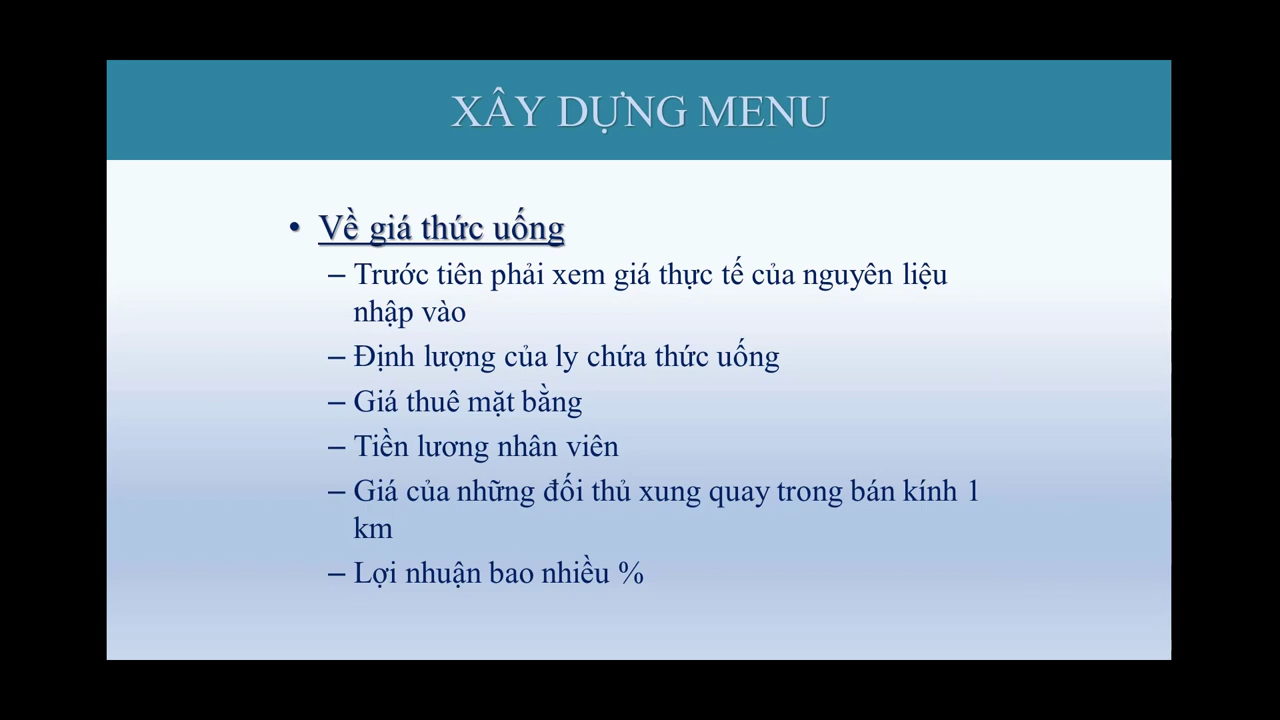 XÂY DỰNG MENU
• Về giá thức uống
– Trước tiên phải xem giá thực tế của nguyên liệu
nhập vào
– Định lượng của ly chứa thức uống
– Giá thuê mặt bằng
– Tiền lương nhân viên
– Giá của những đối thủ xung quay trong bán kính 1
km
– Lợi nhuận bao nhiều %